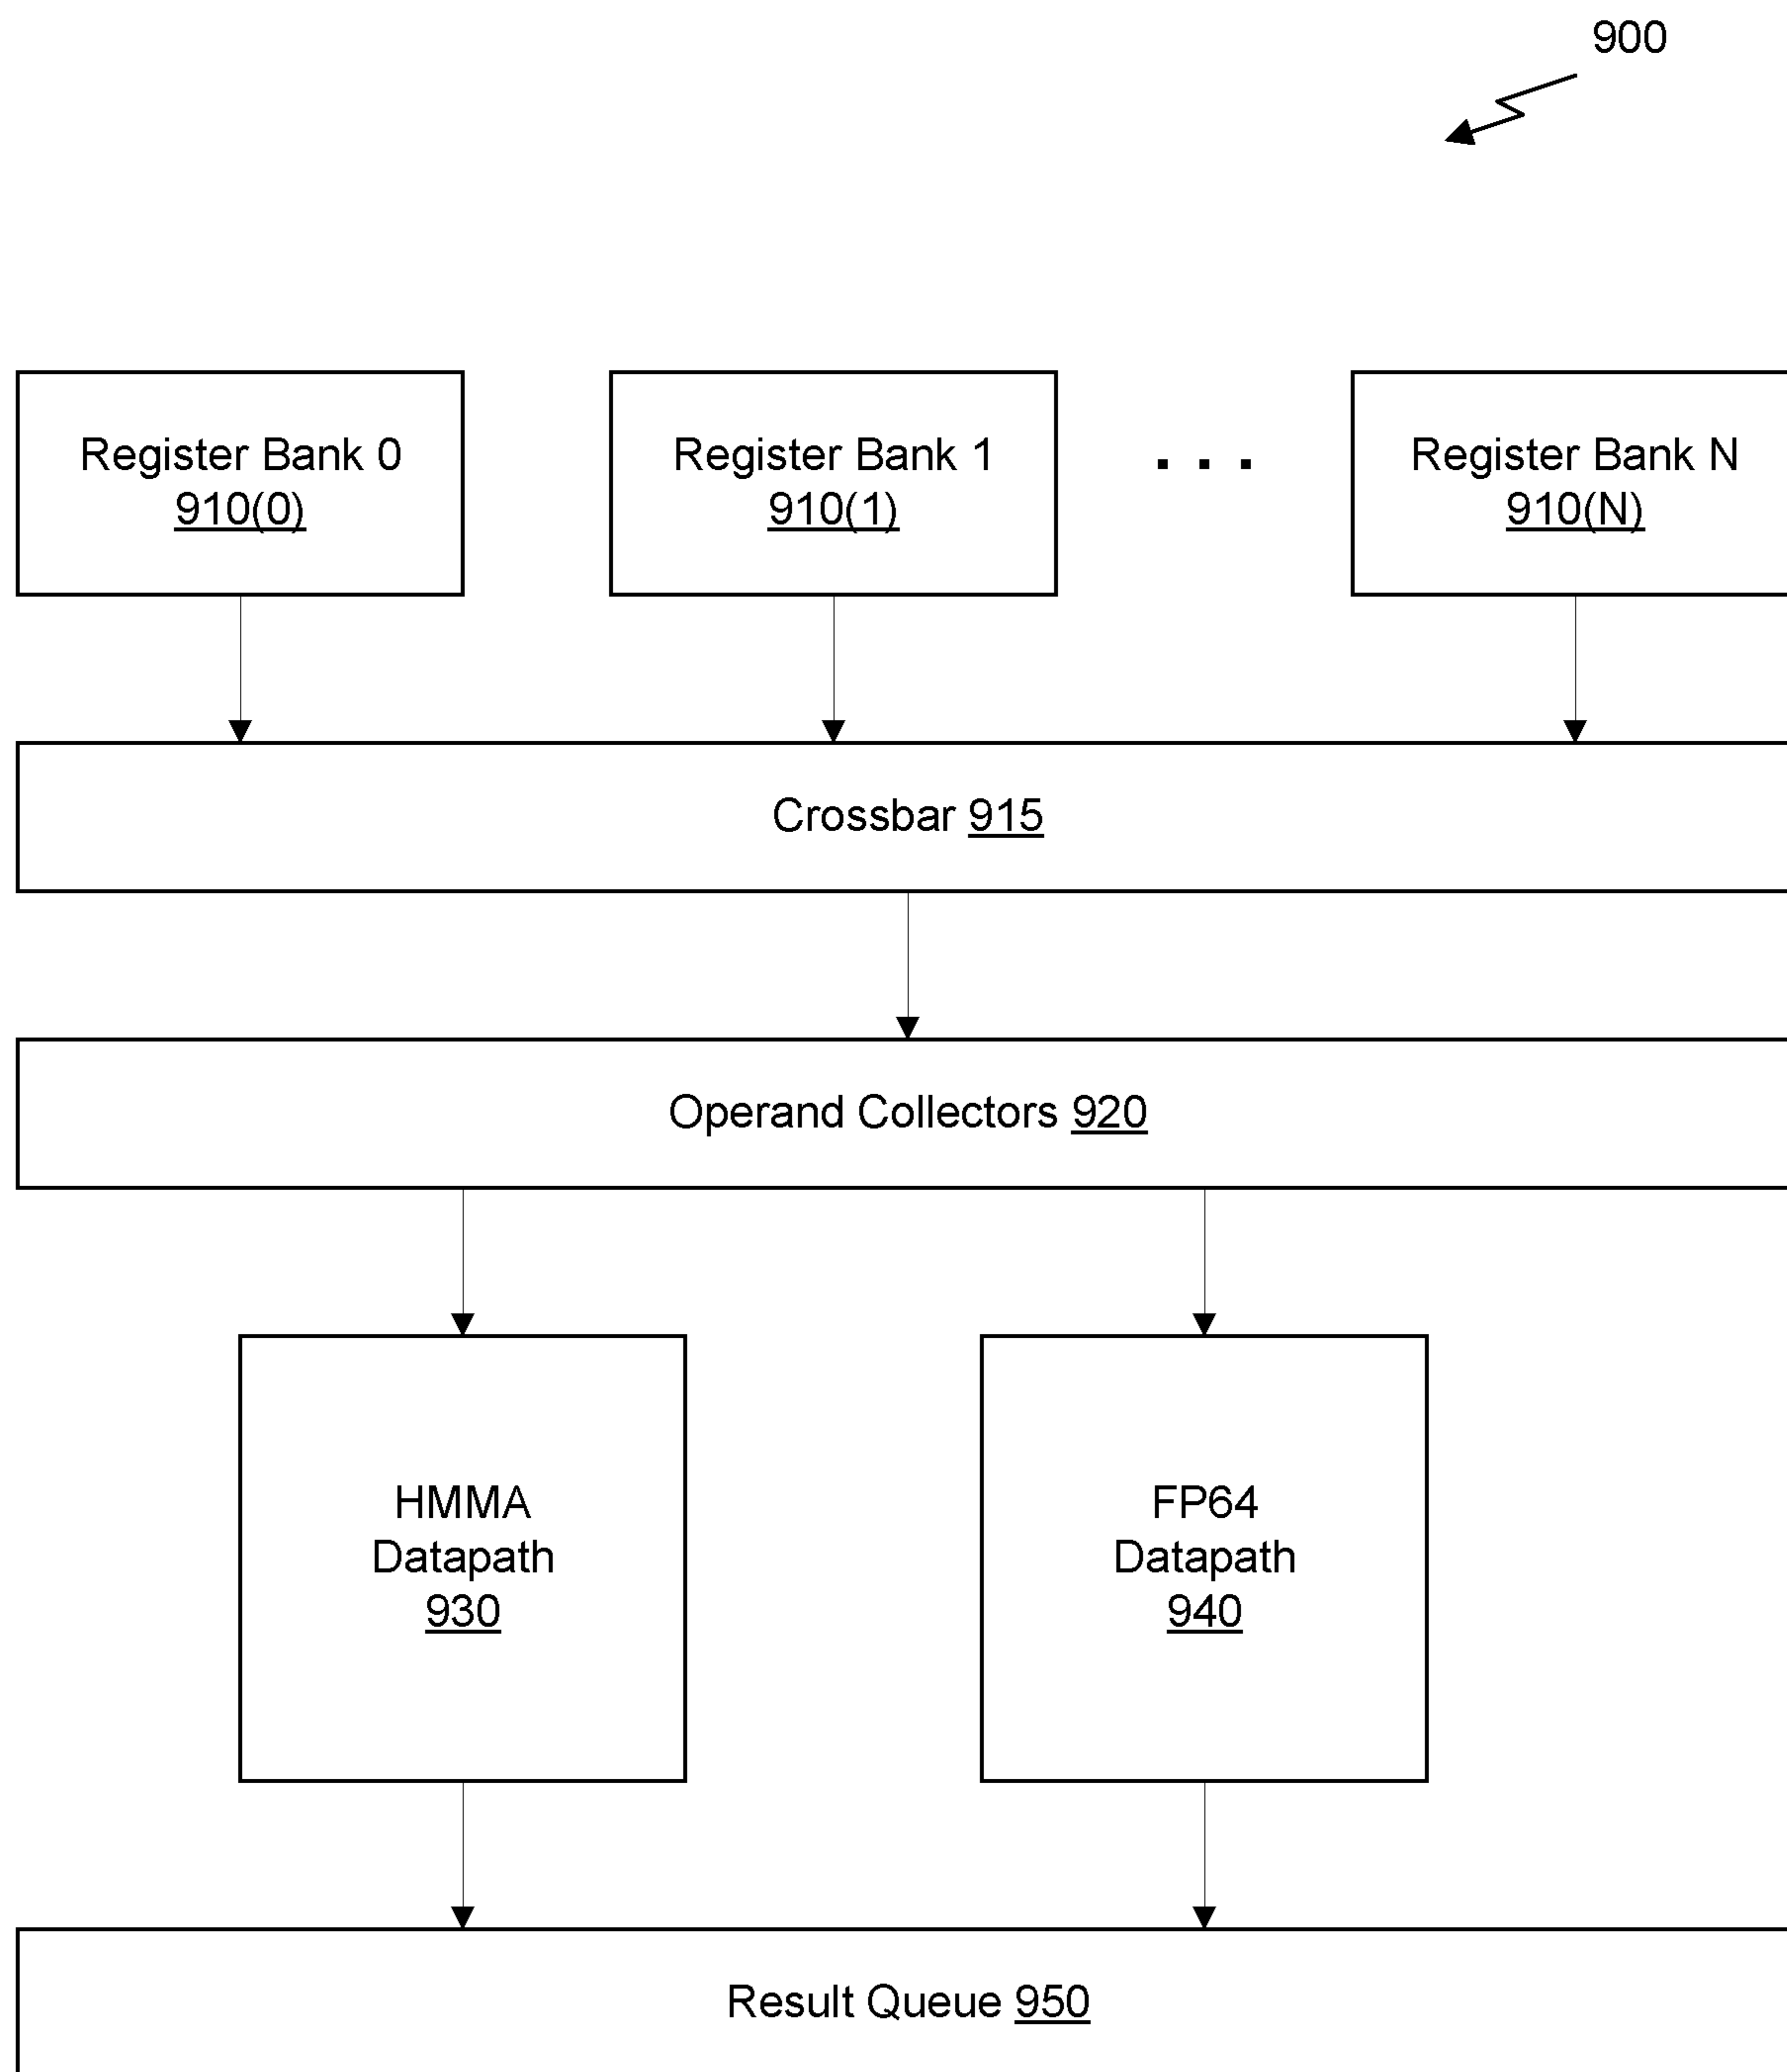 900
Register Bank 0
910(0)
Register Bank 1
910(1)
. . .
Register Bank N
910(N)
Crossbar 915
Operand Collectors 920
HMMA
Datapath
930
FP64
Datapath
940
Result Queue 950